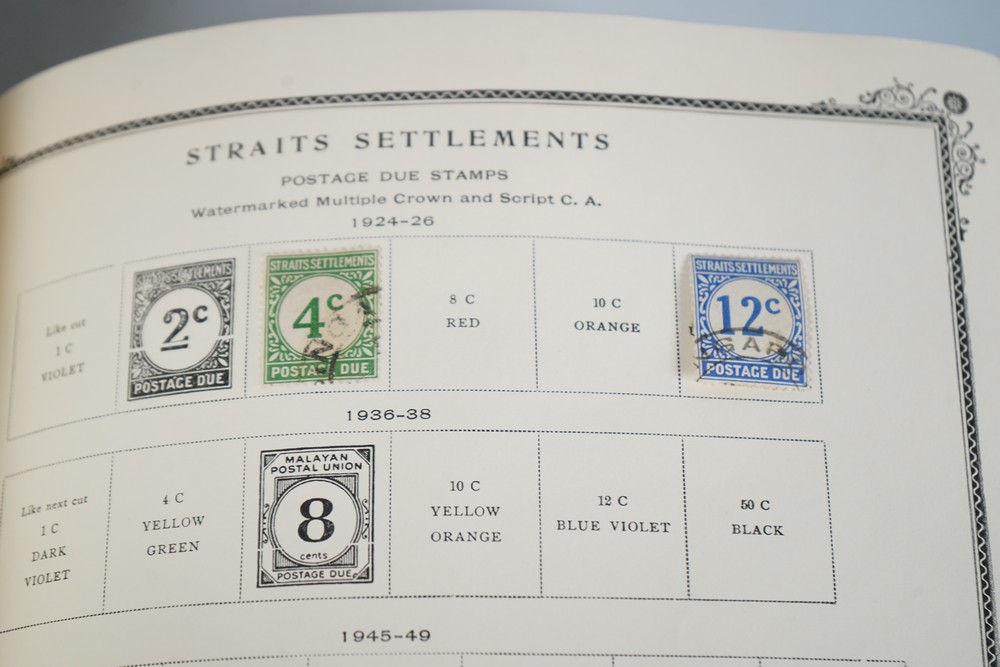 STRAITS SETTLEMENTS
POSTAGE DUE STAMPS
Watermarked Multiple Crown and Script C. A.
1924-26
Like cut
1 C
VIOLET
STRAITS SETTLEMENTS
2c
POSTAGE DUE
STRAITS SETTLEMENTS
4c
POSTAGE DUE
8 C
RED
10 C
ORANGE
STRAITS SETTLEMENTS
12c
POSTAGE DUE
1936-38
Like next cut
1 C
DARK
VIOLET
4 C
YELLOW
GREEN
MALAYAN
POSTAL UNION
8
cents
POSTAGE DUE
10 C
YELLOW
ORANGE
12 C
BLUE VIOLET
50 C
BLACK
1945-49